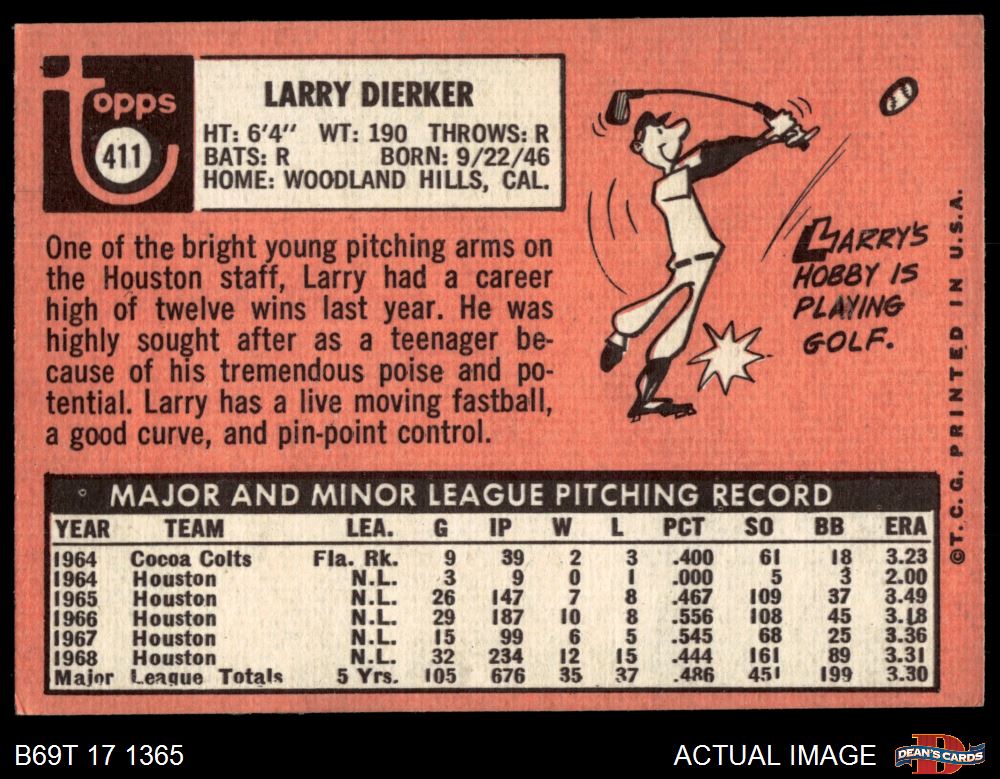 Topps
411
LARRY DIERKER
HT: 6'4" WT: 190 THROWS: R
BATS: R BORN: 9/22/46
HOME: WOODLAND HILLS, CAL.
One of the bright young pitching arms on
the Houston staff, Larry had a career
high of twelve wins last year. He was
highly sought after as a teenager be-
cause of his tremendous poise and po-
tential. Larry has a live moving fastball,
a good curve, and pin-point control.
LARRY'S
HOBBY IS
PLAYING
GOLF.
©T.C.G. PRINTED IN U.S.A.
MAJOR AND MINOR LEAGUE PITCHING RECORD
YEAR TEAM LEA. G IP W L PCT SO BB ERA
1964 Cocoa Colts Fla. Rk. 9 39 2 3 .400 61 18 3.23
1964 Houston N.L. 3 9 0 1 .000 5 3 2.00
1965 Houston N.L. 26 147 7 8 .467 109 37 3.49
1966 Houston N.L. 29 187 10 8 .556 108 45 3.18
1967 Houston N.L. 15 99 6 5 .545 68 25 3.36
1968 Houston N.L. 32 234 12 15 .444 161 89 3.31
Major League Totals 5 Yrs. 105 676 35 37 .486 451 199 3.30
B69T 17 1365
ACTUAL IMAGE
DEAN'S CARDS